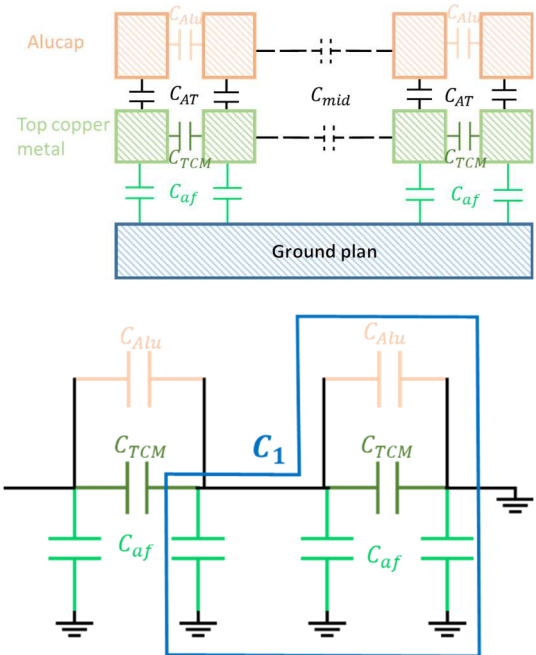 C_Alu C_Alu
Alucap
C_AT C_mid C_AT
Top copper
metal
C_TCM C_TCM
C_af C_af
Ground plan
C_Alu C_Alu
C_TCM C_1 C_TCM
C_af C_af